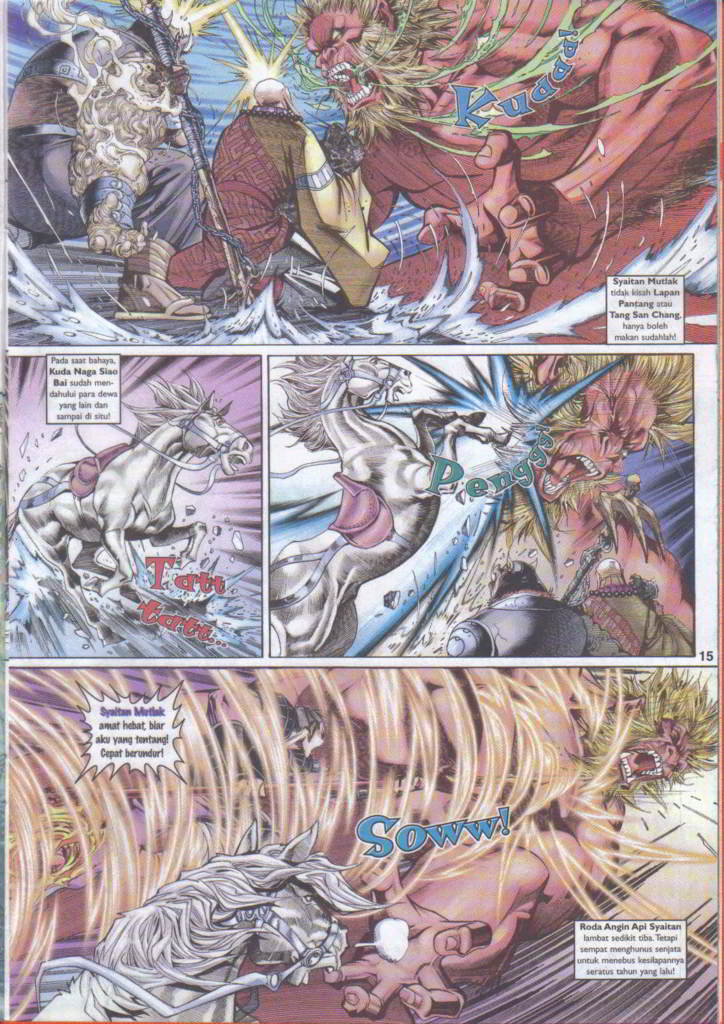 Kudap!
Syaitan Mutlak
tidak kisah Lapan
Pantang atau
Tang San Chang,
hanya boleh
makan sudahlah!
Pada saat bahaya,
Kuda Naga Siao
Bai sudah men-
dahului para dewa
yang lain dan
sampai di situ!
Tatt
tatt...
Pengggg!!
15
Syaitan Mutlak
amat hebat, biar
aku yang tentang!
Cepat berundur!
Soww!
Roda Angin Api Syaitan
lambat sedikit tiba. Tetapi
sempat menghunus senjata
untuk menebus kesilapannya
seratus tahun yang lalu!